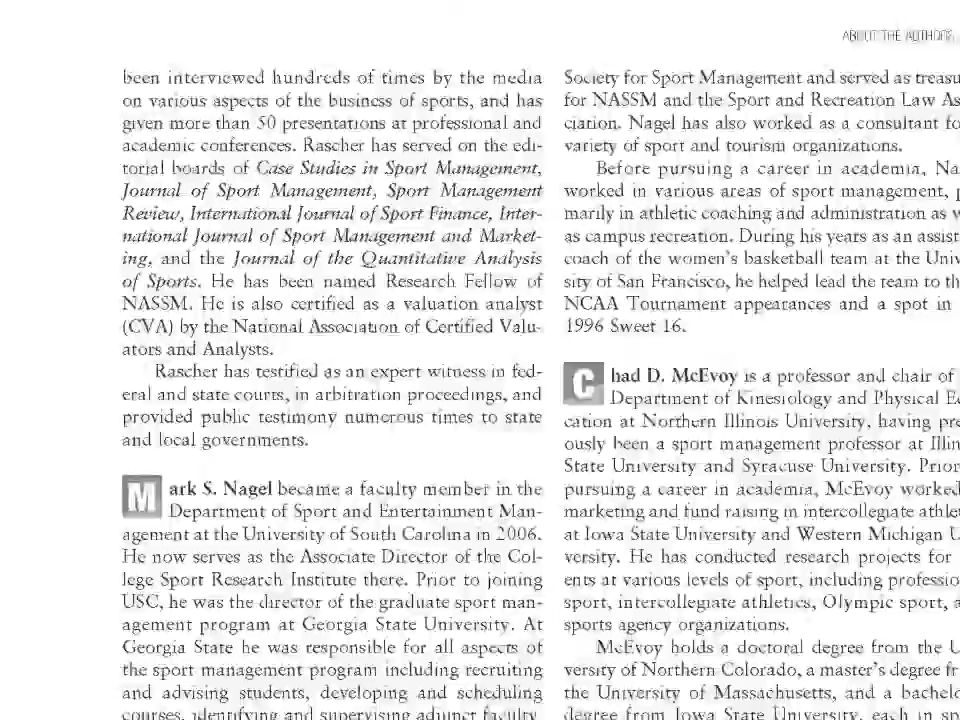 ABOUT THE AUTHORS
been interviewed hundreds of times by the media
on various aspects of the business of sports, and has
given more than 50 presentations at professional and
academic conferences. Rascher has served on the edi-
torial boards of Case Studies in Sport Management,
Journal of Sport Management, Sport Management
Review, International Journal of Sport Finance, Inter-
national Journal of Sport Management and Market-
ing, and the Journal of the Quantitative Analysis
of Sports. He has been named Research Fellow of
NASSM. He is also certified as a valuation analyst
(CVA) by the National Association of Certified Valu-
ators and Analysts.
Rascher has testified as an expert witness in fed-
eral and state courts, in arbitration proceedings, and
provided public testimony numerous times to state
and local governments.
Mark S. Nagel became a faculty member in the
Department of Sport and Entertainment Man-
agement at the University of South Carolina in 2006.
He now serves as the Associate Director of the Col-
lege Sport Research Institute there. Prior to joining
USC, he was the director of the graduate sport man-
agement program at Georgia State University. At
Georgia State he was responsible for all aspects of
the sport management program including recruiting
and advising students, developing and scheduling
courses, identifying and supervising adjunct faculty
Society for Sport Management and served as treasu
for NASSM and the Sport and Recreation Law As
ciation. Nagel has also worked as a consultant fo
variety of sport and tourism organizations.
Before pursuing a career in academia, Na
worked in various areas of sport management, p
marily in athletic coaching and administration as w
as campus recreation. During his years as an assist
coach of the women's basketball team at the Univ
sity of San Francisco, he helped lead the team to th
NCAA Tournament appearances and a spot in
1996 Sweet 16.
Chad D. McEvoy is a professor and chair of
Department of Kinesiology and Physical Ed
cation at Northern Illinois University, having pre
ously been a sport management professor at Illin
State University and Syracuse University. Prior
pursuing a career in academia, McEvoy worked
marketing and fund raising in intercollegiate athlet
at Iowa State University and Western Michigan U
versity. He has conducted research projects for
ents at various levels of sport, including professio
sport, intercollegiate athletics, Olympic sport, a
sports agency organizations.
McEvoy holds a doctoral degree from the U
versity of Northern Colorado, a master's degree fr
the University of Massachusetts, and a bachelo
degree from Iowa State University, each in sp